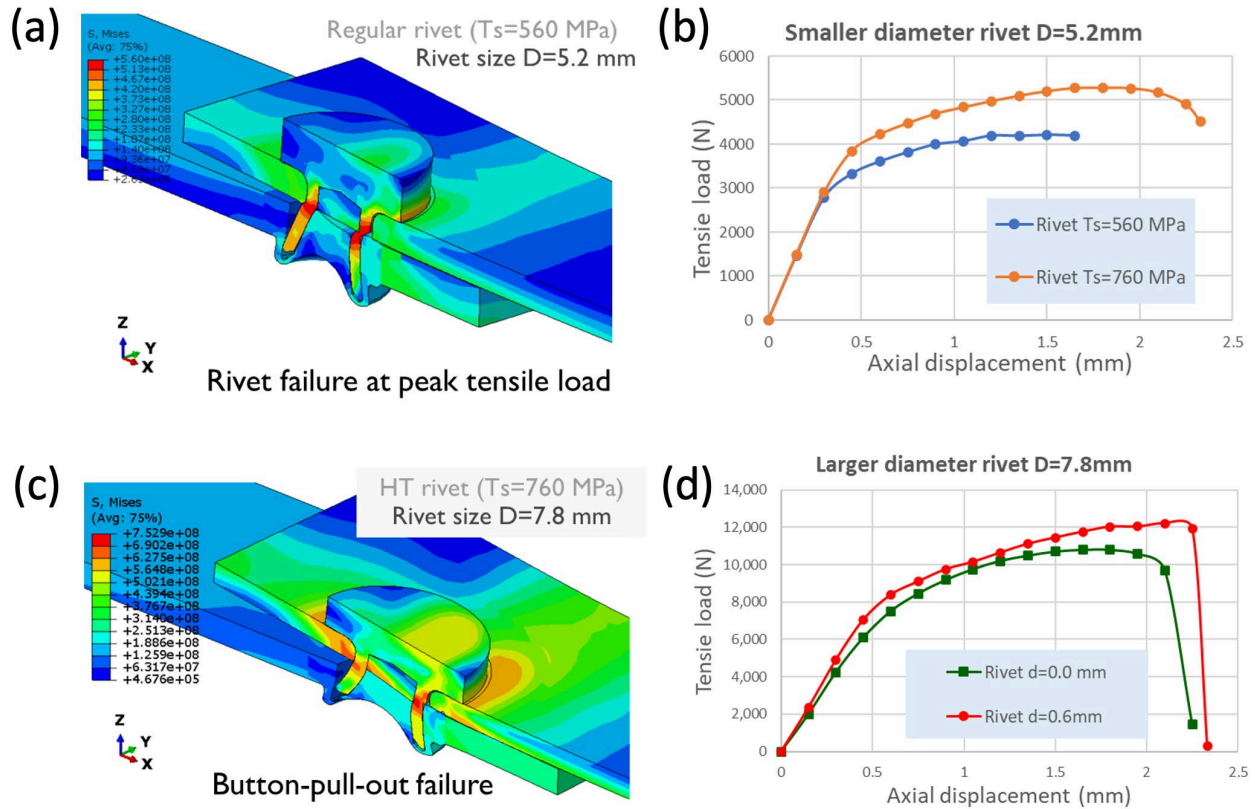 (a)
Regular rivet (Ts=560 MPa)
Rivet size D=5.2 mm
S, Mises
(Avg: 75%)
+5.60e+08
+5.13e+08
+4.67e+08
+4.20e+08
+3.73e+08
+3.27e+08
+2.80e+08
+2.33e+08
+1.87e+08
+1.40e+08
+9.36e+07
Z
Y
X
Rivet failure at peak tensile load
(b)
Smaller diameter rivet D=5.2mm
6000
5000
4000
3000
2000
1000
0
Tensie load (N)
Rivet Ts=560 MPa
Rivet Ts=760 MPa
0 0.5 1 1.5 2 2.5
Axial displacement (mm)
(c)
HT rivet (Ts=760 MPa)
Rivet size D=7.8 mm
S, Mises
(Avg: 75%)
+7.529e+08
+6.902e+08
+6.275e+08
+5.648e+08
+5.021e+08
+4.394e+08
+3.767e+08
+3.140e+08
+2.513e+08
+1.886e+08
+1.259e+08
+6.317e+07
+4.676e+05
Z
Y
X
Button-pull-out failure
(d)
Larger diameter rivet D=7.8mm
14,000
12,000
10,000
8,000
6,000
4,000
2,000
0
Tensie load (N)
Rivet d=0.0 mm
Rivet d=0.6mm
0 0.5 1 1.5 2 2.5
Axial displacement (mm)